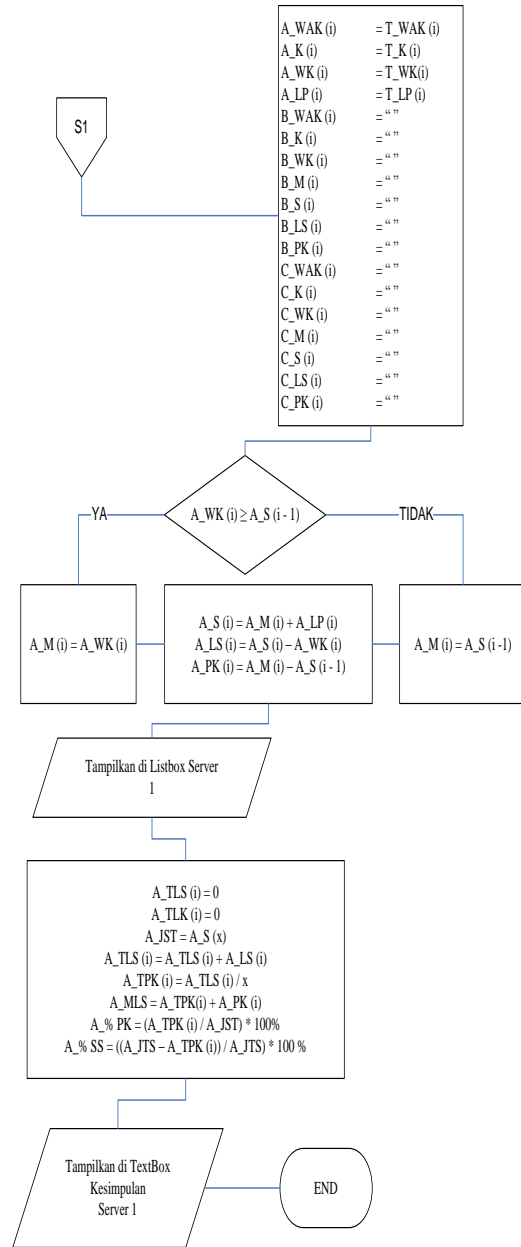 S1
A_WAK (i) = T_WAK (i)
A_K (i) = T_K (i)
A_WK (i) = T_WK(i)
A_LP (i) = T_LP (i)
B_WAK (i) = “ ”
B_K (i) = “ ”
B_WK (i) = “ ”
B_M (i) = “ ”
B_S (i) = “ ”
B_LS (i) = “ ”
B_PK (i) = “ ”
C_WAK (i) = “ ”
C_K (i) = “ ”
C_WK (i) = “ ”
C_M (i) = “ ”
C_S (i) = “ ”
C_LS (i) = “ ”
C_PK (i) = “ ”
YA
A_WK (i) ≥ A_S (i - 1)
TIDAK
A_M (i) = A_WK (i)
A_S (i) = A_M (i) + A_LP (i)
A_LS (i) = A_S (i) – A_WK (i)
A_PK (i) = A_M (i) – A_S (i - 1)
A_M (i) = A_S (i -1)
Tampilkan di Listbox Server
1
A_TLS (i) = 0
A_TLK (i) = 0
A_JST = A_S (x)
A_TLS (i) = A_TLS (i) + A_LS (i)
A_TPK (i) = A_TLS (i) / x
A_MLS = A_TPK(i) + A_PK (i)
A_% PK = (A_TPK (i) / A_JST) * 100%
A_% SS = ((A_JTS – A_TPK (i)) / A_JTS) * 100 %
Tampilkan di TextBox
Kesimpulan
Server 1
END